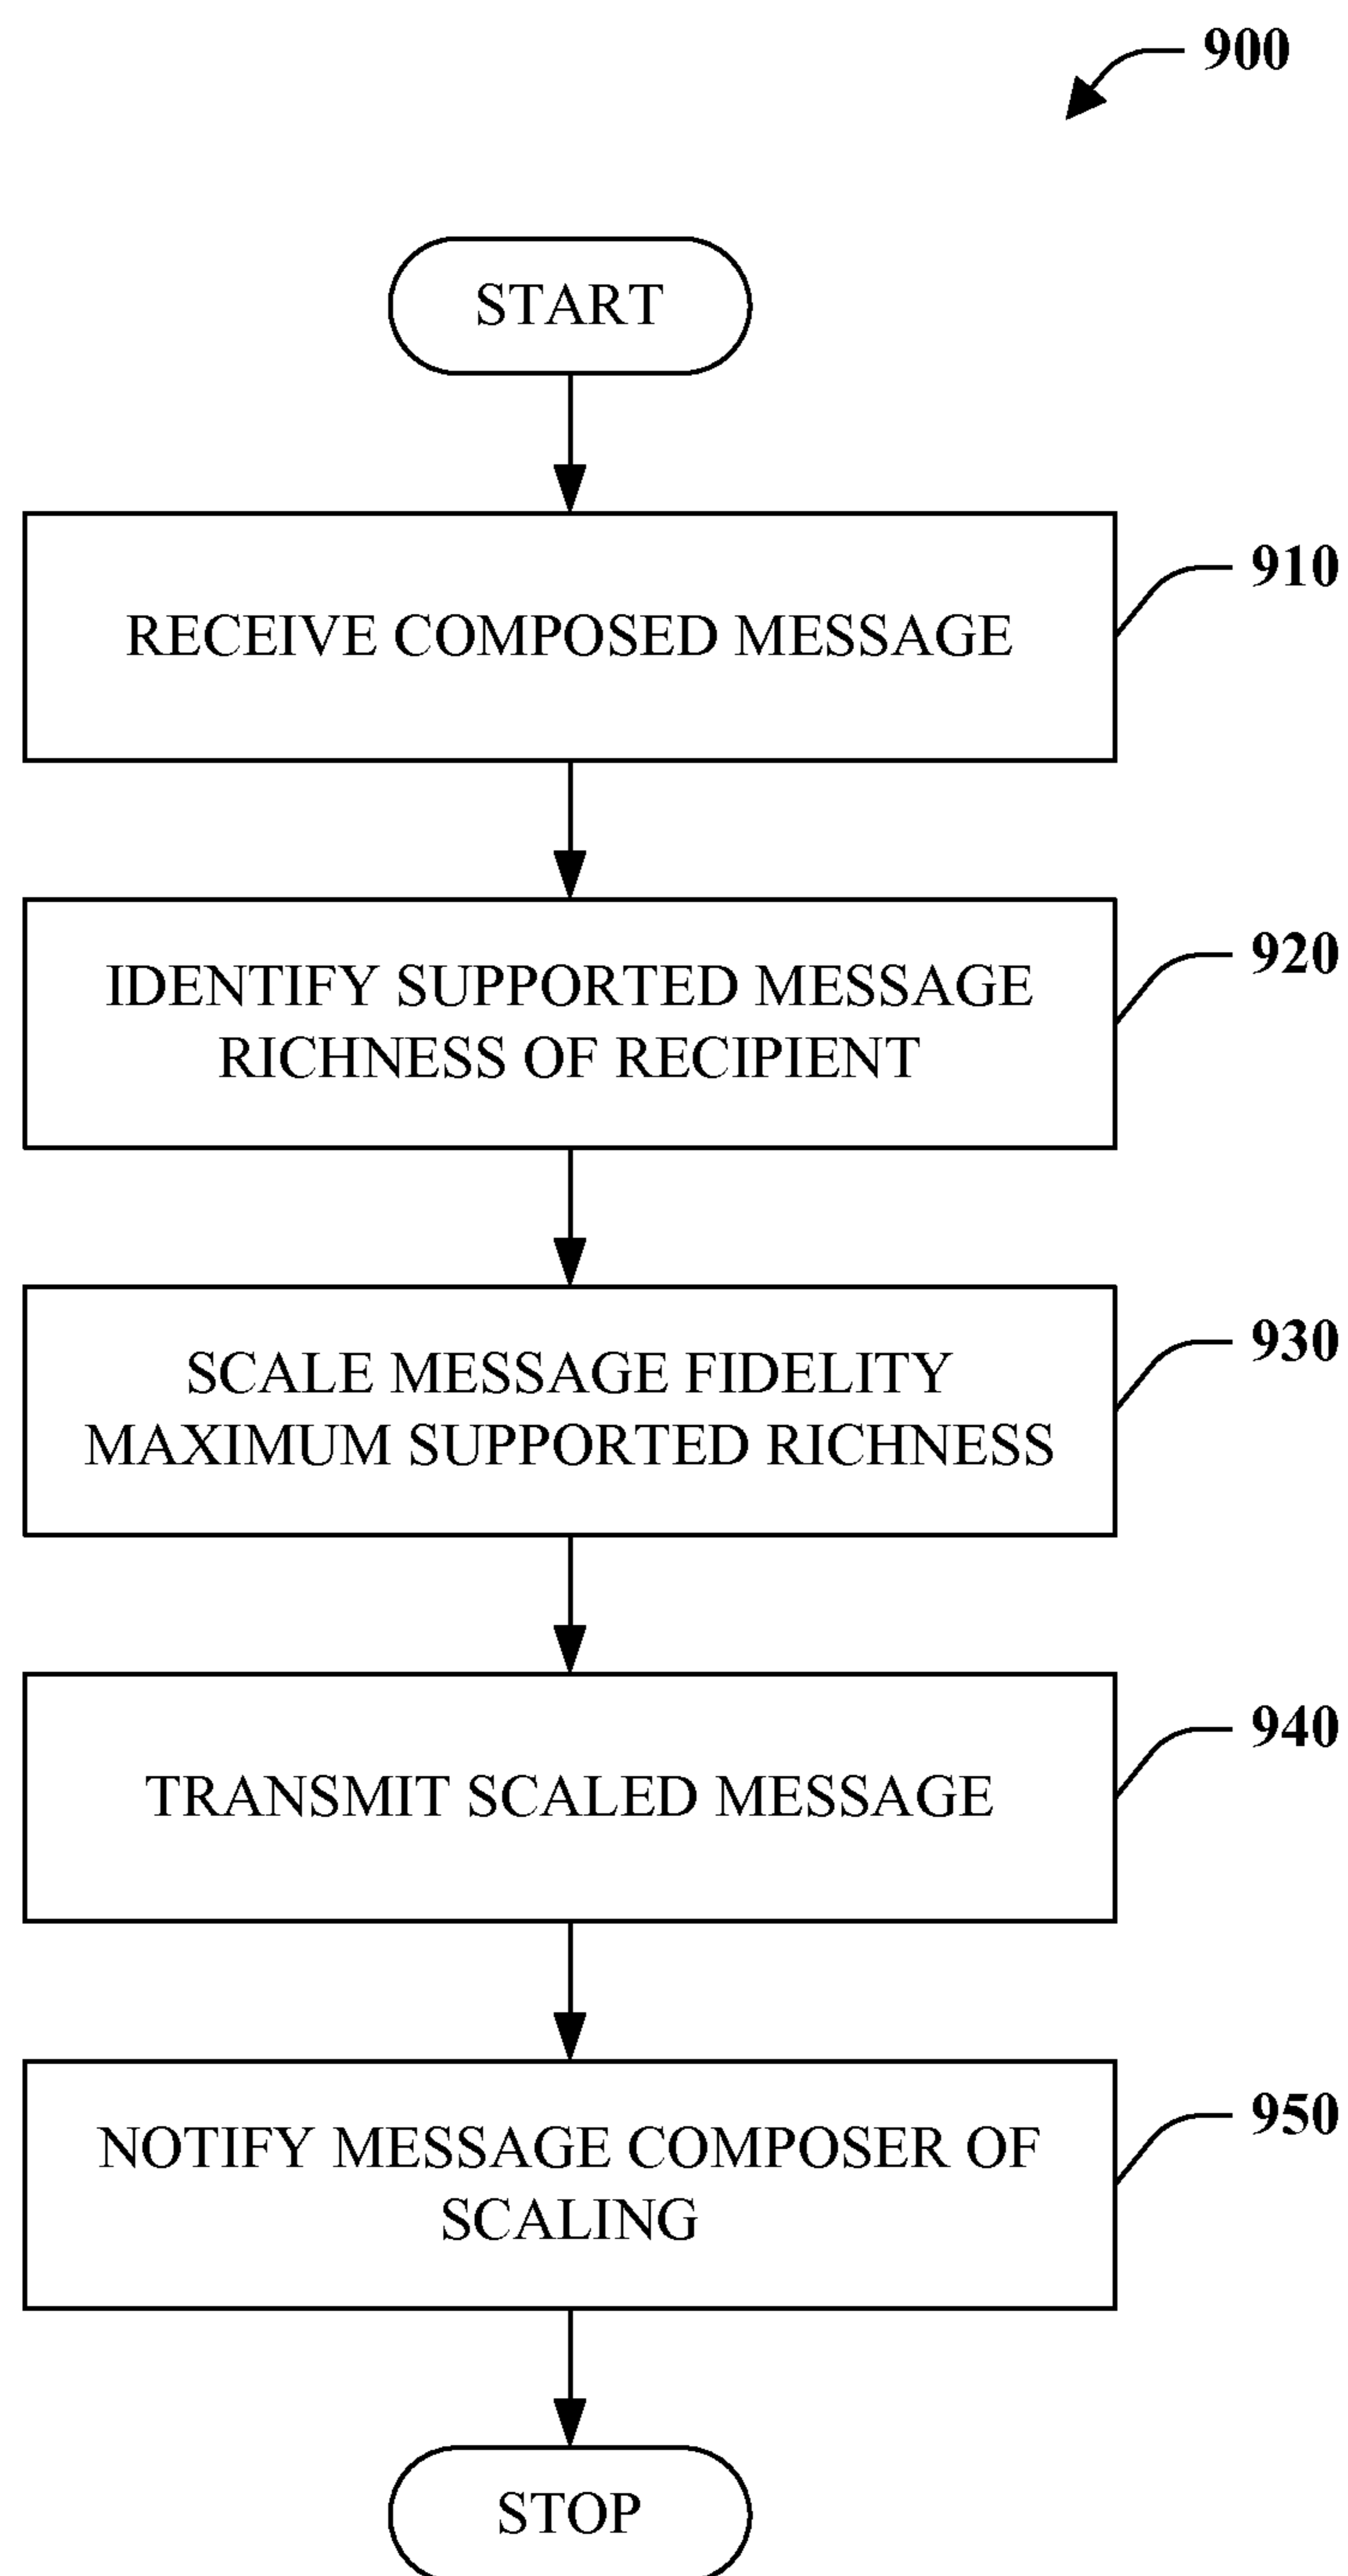 900
START
RECEIVE COMPOSED MESSAGE
910
IDENTIFY SUPPORTED MESSAGE
RICHNESS OF RECIPIENT
920
SCALE MESSAGE FIDELITY
MAXIMUM SUPPORTED RICHNESS
930
TRANSMIT SCALED MESSAGE
940
NOTIFY MESSAGE COMPOSER OF
SCALING
950
STOP